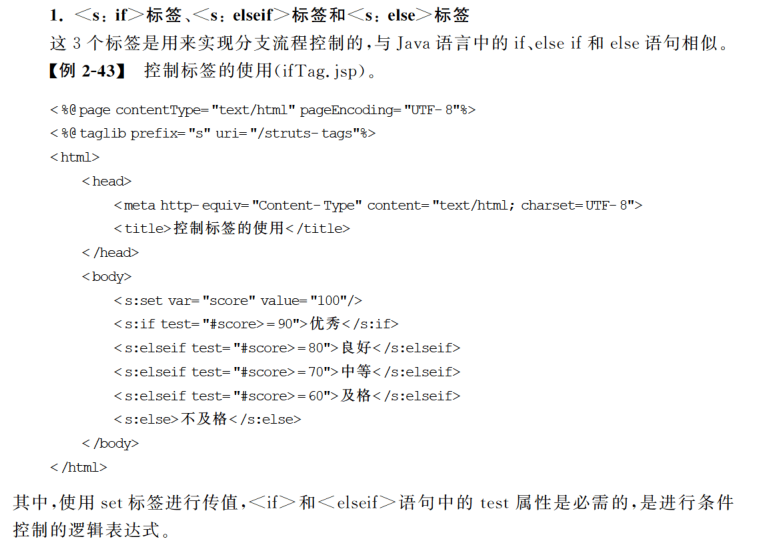 1. <s: if>标签、<s: elseif>标签和<s: else>标签
这 3 个标签是用来实现分支流程控制的,与 Java 语言中的 if、else if 和 else 语句相似。
【例 2-43】 控制标签的使用(ifTag.jsp)。
<%@page contentType="text/html" pageEncoding="UTF-8"%>
<%@taglib prefix="s" uri="/struts-tags"%>
<html>
<head>
<meta http-equiv="Content-Type" content="text/html; charset=UTF-8">
<title>控制标签的使用</title>
</head>
<body>
<s:set var="score" value="100"/>
<s:if test="#score>=90">优秀</s:if>
<s:elseif test="#score>=80">良好</s:elseif>
<s:elseif test="#score>=70">中等</s:elseif>
<s:elseif test="#score>=60">及格</s:elseif>
<s:else>不及格</s:else>
</body>
</html>
其中,使用 set 标签进行传值,<if>和<elseif>语句中的 test 属性是必需的,是进行条件
控制的逻辑表达式。